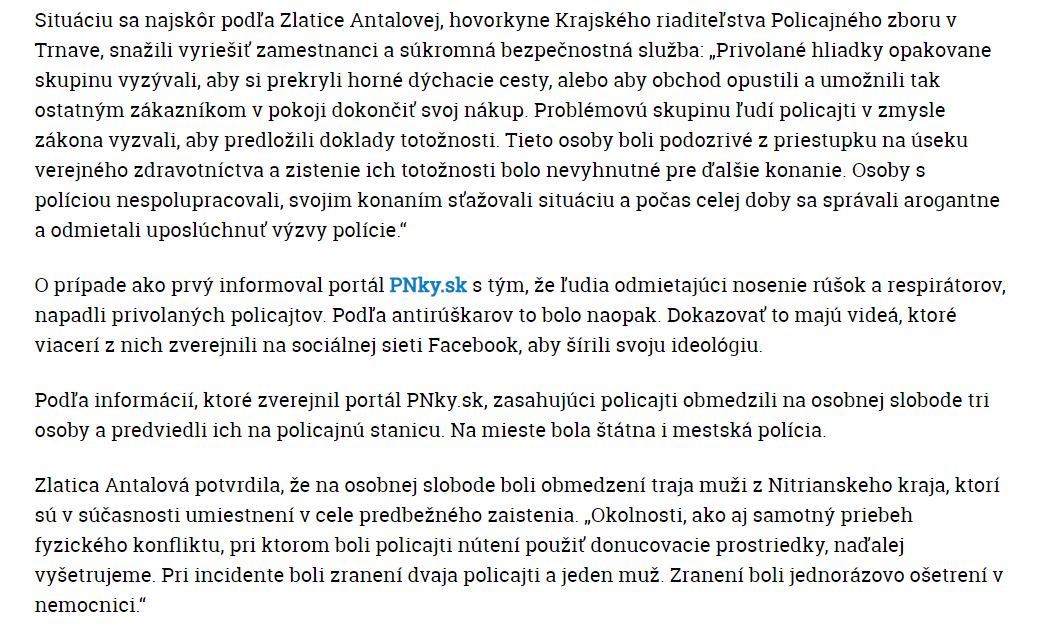 Situáciu sa najskôr podľa Zlatice Antalovej, hovorkyne Krajského riaditeľstva Policajného zboru v
Trnave, snažili vyriešiť zamestnanci a súkromná bezpečnostná služba: „Privolané hliadky opakovane
skupinu vyzývali, aby si prekryli horné dýchacie cesty, alebo aby obchod opustili a umožnili tak
ostatným zákazníkom v pokoji dokončiť svoj nákup. Problémovú skupinu ľudí policajti v zmysle
zákona vyzvali, aby predložili doklady totožnosti. Tieto osoby boli podozrivé z priestupku na úseku
verejného zdravotníctva a zistenie ich totožnosti bolo nevyhnutné pre ďalšie konanie. Osoby s
políciou nespolupracovali, svojim konaním sťažovali situáciu a počas celej doby sa správali arogantne
a odmietali uposlúchnuť výzvy polície.“
O prípade ako prvý informoval portál PNky.sk s tým, že ľudia odmietajúci nosenie rúšok a respirátorov,
napadli privolaných policajtov. Podľa antirúškarov to bolo naopak. Dokazovať to majú videá, ktoré
viacerí z nich zverejnili na sociálnej sieti Facebook, aby šírili svoju ideológiu.
Podľa informácií, ktoré zverejnil portál PNky.sk, zasahujúci policajti obmedzili na osobnej slobode tri
osoby a predviedli ich na policajnú stanicu. Na mieste bola štátna i mestská polícia.
Zlatica Antalová potvrdila, že na osobnej slobode boli obmedzení traja muži z Nitrianskeho kraja, ktorí
sú v súčasnosti umiestnení v cele predbežného zaistenia. „Okolnosti, ako aj samotný priebeh
fyzického konfliktu, pri ktorom boli policajti nútení použiť donucovacie prostriedky, naďalej
vyšetrujeme. Pri incidente boli zranení dvaja policajti a jeden muž. Zranení boli jednorázovo ošetrení v
nemocnici.“